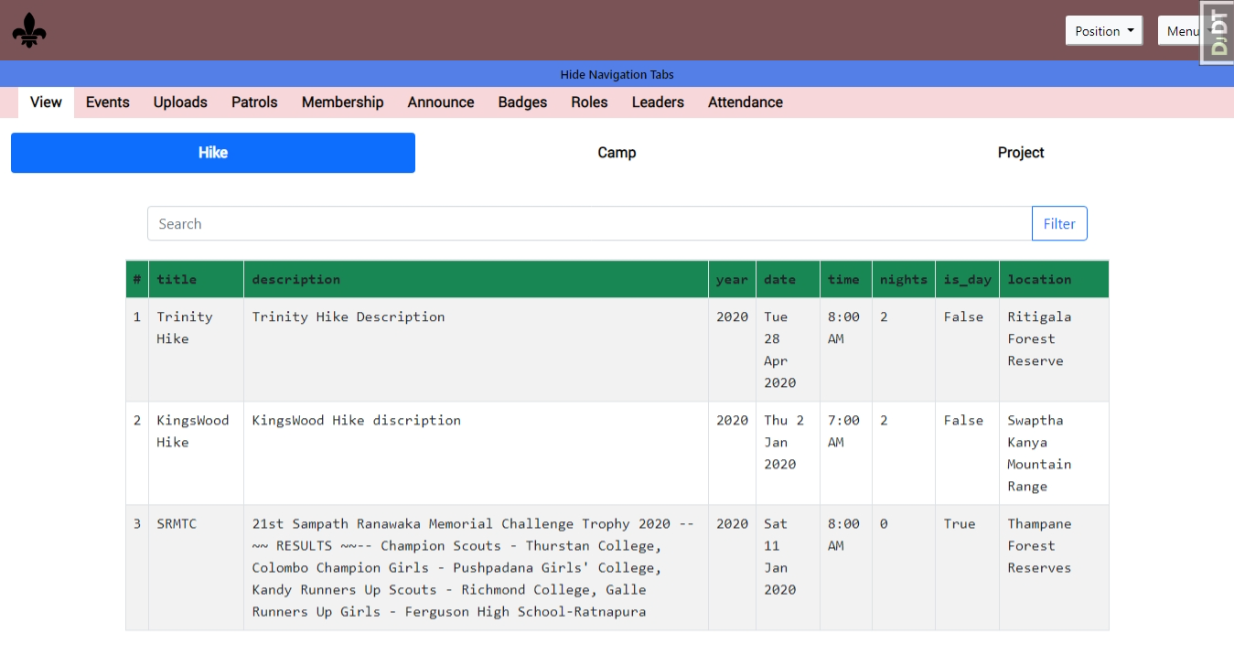 Position
Menu
DjDT
Hide Navigation Tabs
View Events Uploads Patrols Membership Announce Badges Roles Leaders Attendance
Hike Camp Project
Search Filter
# title description year date time nights is_day location
1 Trinity Trinity Hike Description 2020 Tue 8:00 2 False Ritigala
Hike 28 AM Forest
Apr Reserve
2020
2 KingsWood KingsWood Hike discription 2020 Thu 2 7:00 2 False Swaptha
Hike Jan AM Kanya
2020 Mountain
Range
3 SRMTC 21st Sampath Ranawaka Memorial Challenge Trophy 2020 -- 2020 Sat 8:00 0 True Thampane
~~ RESULTS ~~-- Champion Scouts - Thurstan College, 11 AM Forest
Colombo Champion Girls - Pushpadana Girls' College, Jan Reserves
Kandy Runners Up Scouts - Richmond College, Galle 2020
Runners Up Girls - Ferguson High School-Ratnapura